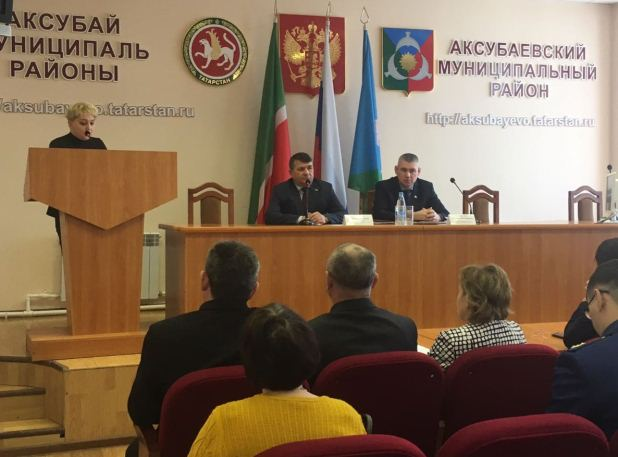 АКСУБАЙ
МУНИЦИПАЛЬ
РАЙОНЫ
//aksubayevo.tatarstan.ru
ТАТАРСТАН
АКСУБАЕВСКИЙ
МУНИЦИПАЛЬНЫЙ
РАЙОН
http://aksubayevo.tatarstan.ru